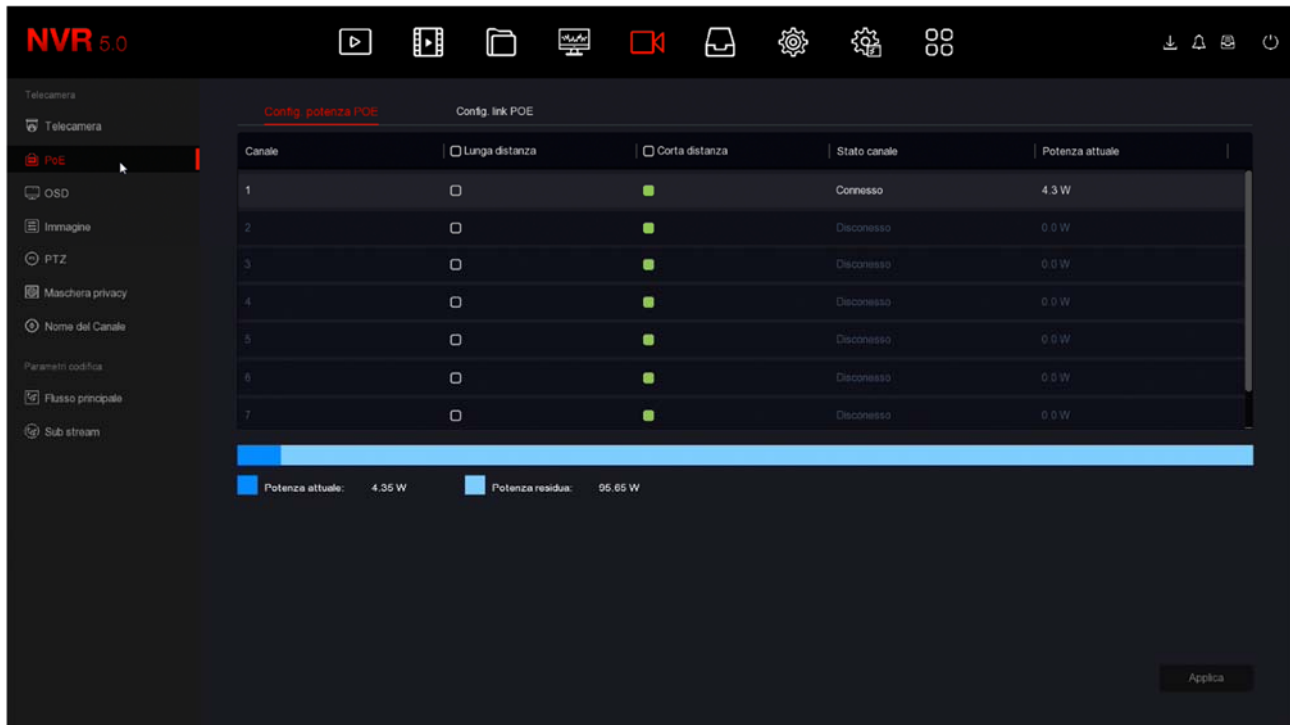 NVR 5.0
Telecamera
Telecamera
PoE
OSD
Immagine
PTZ
Maschera privacy
Nome del Canale
Parametri codifica
Flusso principale
Sub stream
Config. potenza POE Config. link POE
Canale Lunga distanza Corta distanza Stato canale Potenza attuale
1 Connesso 4.3 W
2 Disconesso 0.0 W
3 Disconesso 0.0 W
4 Disconesso 0.0 W
5 Disconesso 0.0 W
6 Disconesso 0.0 W
7 Disconesso 0.0 W
Potenza attuale: 4.35 W Potenza residua: 95.65 W
Applica